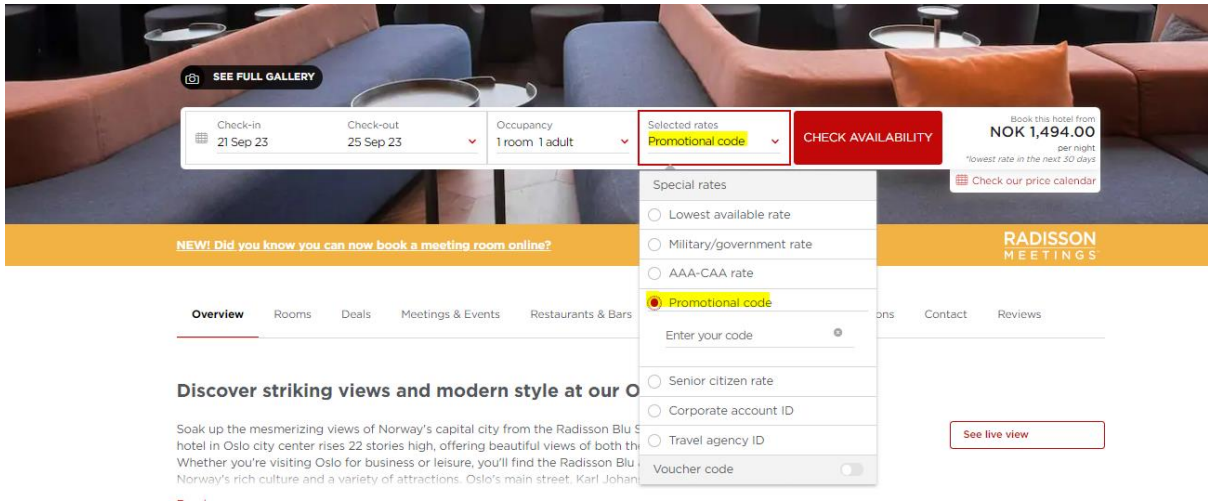 SEE FULL GALLERY
Check-in
21 Sep 23
Check-out
25 Sep 23
Occupancy
1 room 1 adult
Selected rates
Promotional code
CHECK AVAILABILITY
Book this hotel from
NOK 1,494.00
per night
*lowest rate in the next 30 days
Check our price calendar
Special rates
Lowest available rate
Military/government rate
AAA-CAA rate
Promotional code
Enter your code
Senior citizen rate
Corporate account ID
Travel agency ID
Voucher code
NEW! Did you know you can now book a meeting room online?
RADISSON
MEETINGS
Overview Rooms Deals Meetings & Events Restaurants & Bars ons Contact Reviews
Discover striking views and modern style at our O
Soak up the mesmerizing views of Norway's capital city from the Radisson Blu S
hotel in Oslo city center rises 22 stories high, offering beautiful views of both the
Whether you're visiting Oslo for business or leisure, you'll find the Radisson Blu
Norway's rich culture and a variety of attractions. Oslo's main street, Karl Johans
See live view